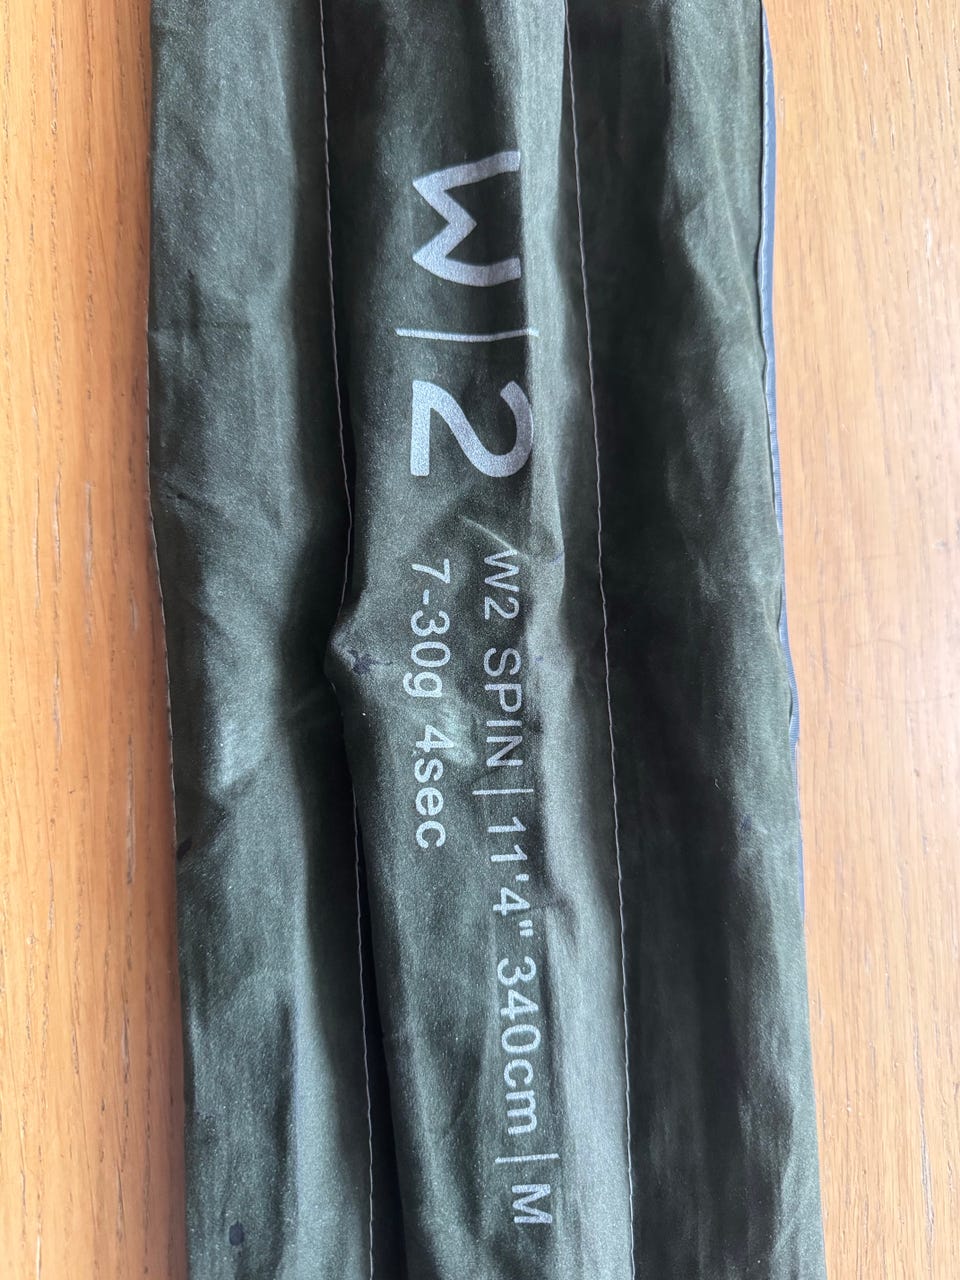 W|2
W2 SPIN | 11'4" 340cm | M
7-30g 4sec